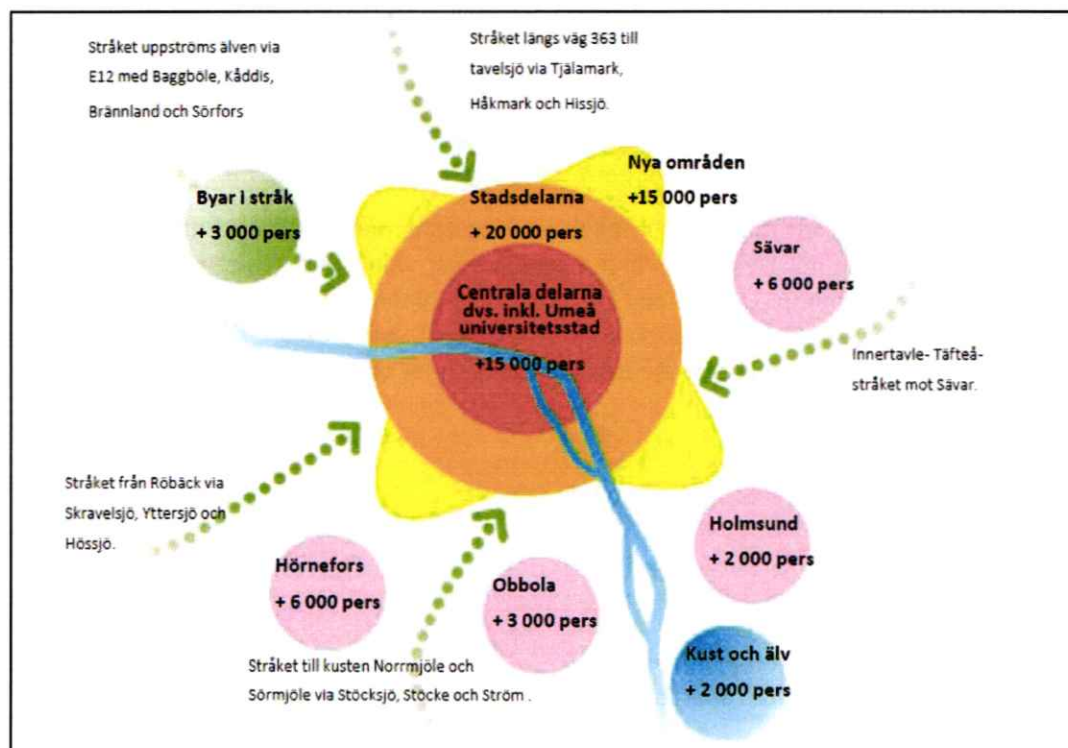 Stråket uppströms älven via
E12 med Baggböle, Kåddis,
Brännland och Sörfors
Stråket längs väg 363 till
tavelsjö via Tjälamark,
Håkmark och Hissjö.
Byar i stråk
+ 3 000 pers
Stadsdelarna
+ 20 000 pers
Nya områden
+15 000 pers
Sävar
+ 6 000 pers
Centrala delarna
dvs. inkl. Umeå
universitetsstad
+15 000 pers
Innertavle- Täfteå-
stråket mot Sävar.
Stråket från Röbäck via
Skravelsjö, Yttersjö och
Hössjö.
Hörnefors
+ 6 000 pers
Obbola
+ 3 000 pers
Holmsund
+ 2 000 pers
Stråket till kusten Norrmjöle och
Sörmjöle via Stöcksjö, Stöcke och Ström .
Kust och älv
+ 2 000 pers